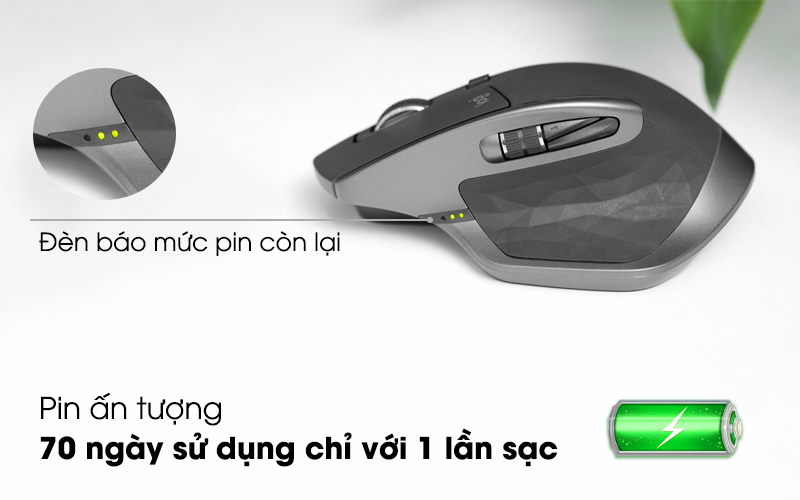 Đèn báo mức pin còn lại
Pin ấn tượng
70 ngày sử dụng chỉ với 1 lần sạc